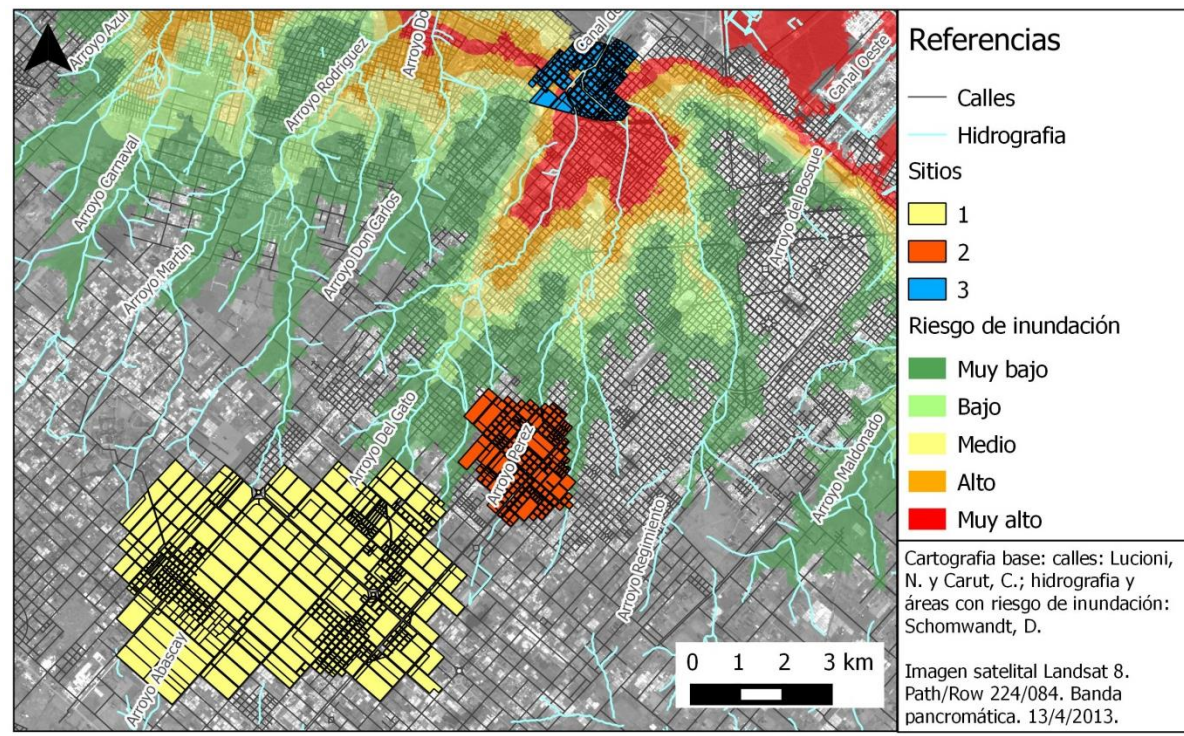 Arroyo Azul
Arroyo Rodriguez
Arroyo Do
Canal de
Canal Oeste
Arroyo Carnaval
Arroyo Martin
Arroyo Don Carlos
Arroyo del Bosque
Arroyo Del Gato
Arroyo Perez
Arroyo Regimiento
Arroyo Maldonado
Arroyo Abascay
0 1 2 3 km
Referencias
Calles
Hidrografia
Sitios
1
2
3
Riesgo de inundación
Muy bajo
Bajo
Medio
Alto
Muy alto
Cartografia base: calles: Lucioni,
N. y Carut, C.; hidrografia y
áreas con riesgo de inundación:
Schomwandt, D.
Imagen satelital Landsat 8.
Path/Row 224/084. Banda
pancromática. 13/4/2013.